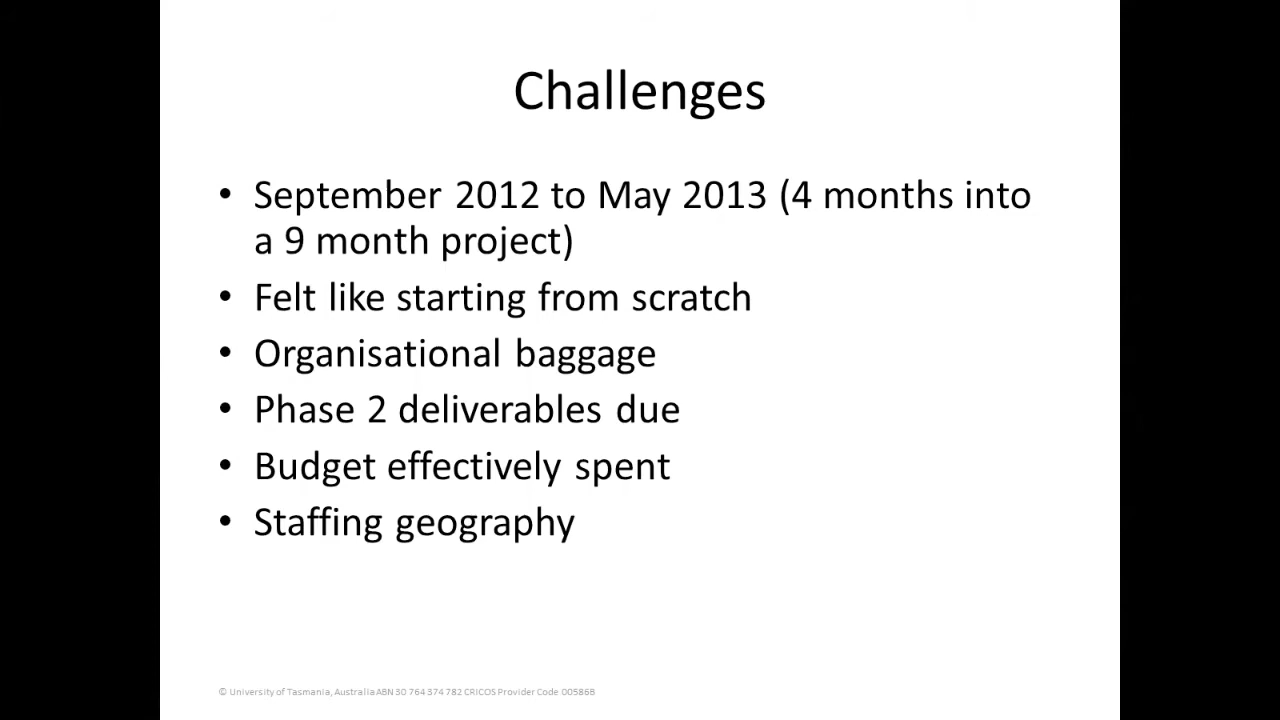 Challenges
• September 2012 to May 2013 (4 months into
a 9 month project)
• Felt like starting from scratch
• Organisational baggage
• Phase 2 deliverables due
• Budget effectively spent
• Staffing geography
© University of Tasmania, Australia ABN 30 764 374 782 CRICOS Provider Code 00586B